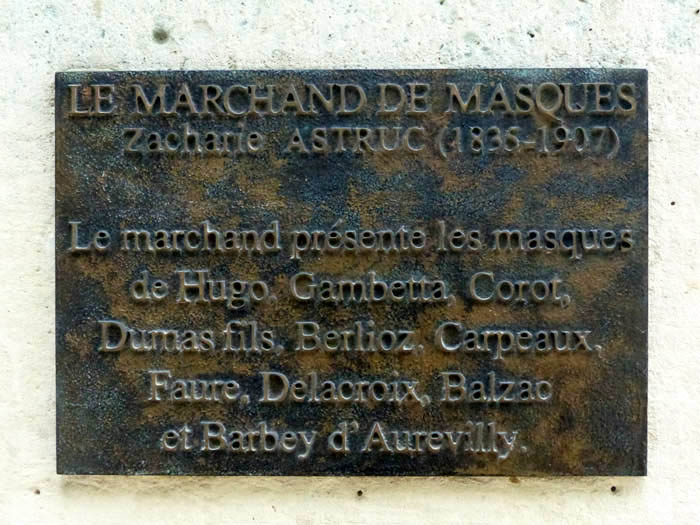 LE MARCHAND DE MASQUES
Zacharie ASTRUC (1835-1907)
Le marchand présente les masques
de Hugo, Gambetta, Corot,
Dumas fils, Berlioz, Carpeaux,
Faure, Delacroix, Balzac
et Barbey d'Aurevilly.